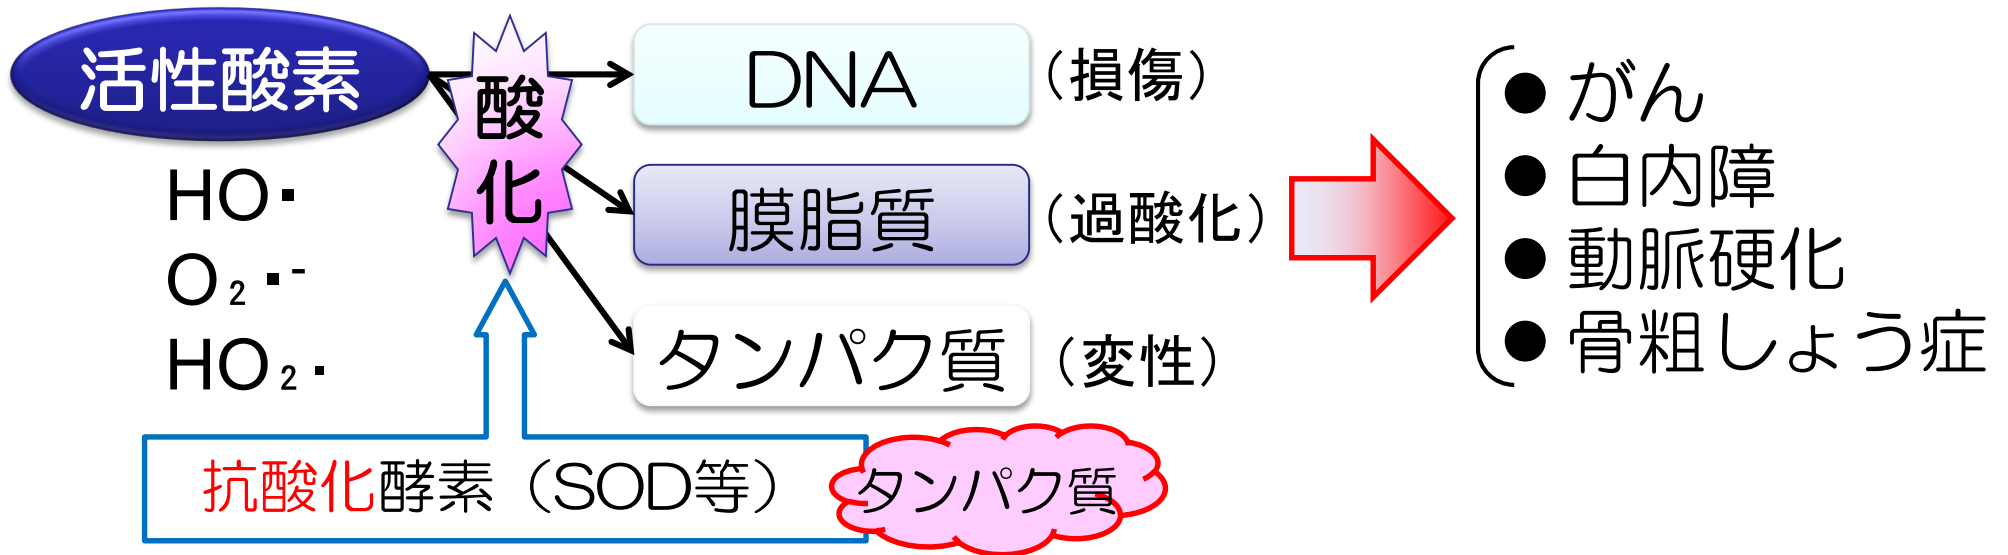 活性酸素
HO・
O₂・⁻
HO₂・
酸化
DNA（損傷）
膜脂質（過酸化）
タンパク質（変性）
● がん
● 白内障
● 動脈硬化
● 骨粗しょう症
抗酸化酵素（SOD等）
タンパク質